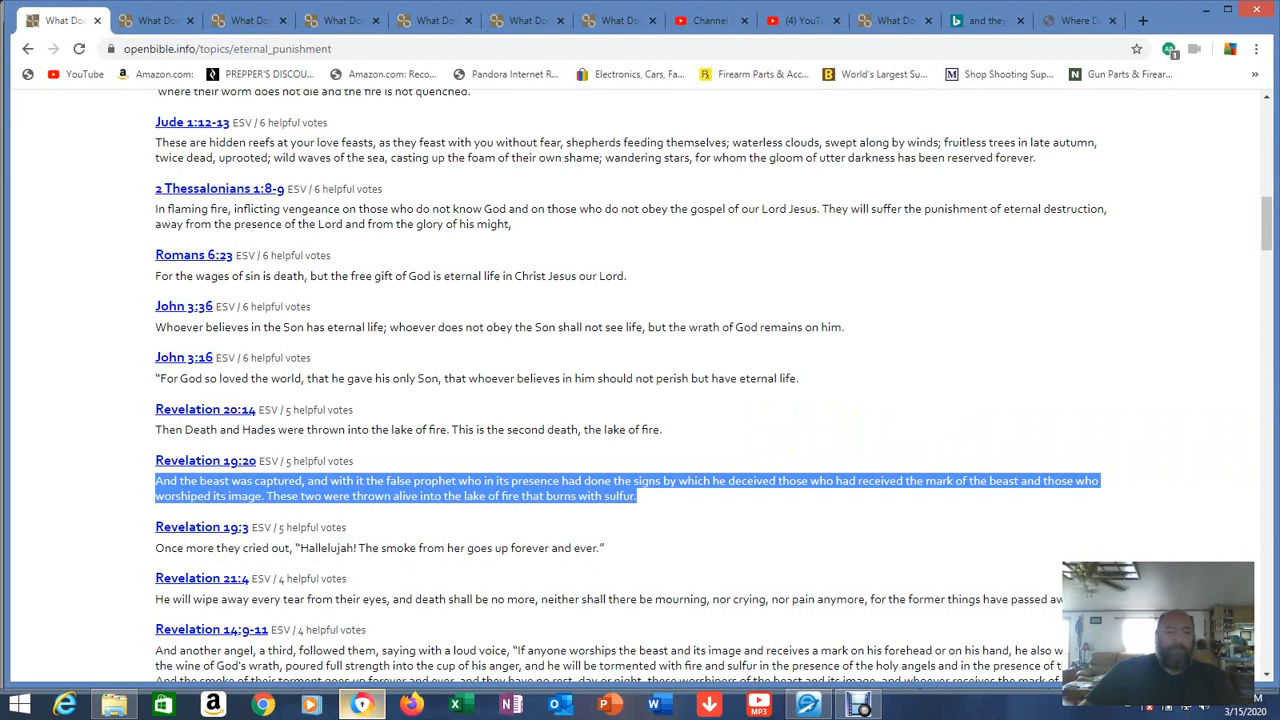 What Do
What Do
What Do
What Do
What Do
What Do
What Do
Channel
(4) YouTu
What Do
and they
Where D
openbible.info/topics/eternal_punishment
YouTube
Amazon.com:
PREPPER'S DISCOU...
Amazon.com: Reco...
Pandora Internet R...
Electronics, Cars, Fa...
Firearm Parts & Acc...
World's Largest Su...
Shop Shooting Sup...
Gun Parts & Firear...
where their worm does not die and the fire is not quenched.
Jude 1:12-13 ESV / 6 helpful votes
These are hidden reefs at your love feasts, as they feast with you without fear, shepherds feeding themselves; waterless clouds, swept along by winds; fruitless trees in late autumn,
twice dead, uprooted; wild waves of the sea, casting up the foam of their own shame; wandering stars, for whom the gloom of utter darkness has been reserved forever.
2 Thessalonians 1:8-9 ESV / 6 helpful votes
In flaming fire, inflicting vengeance on those who do not know God and on those who do not obey the gospel of our Lord Jesus. They will suffer the punishment of eternal destruction,
away from the presence of the Lord and from the glory of his might,
Romans 6:23 ESV / 6 helpful votes
For the wages of sin is death, but the free gift of God is eternal life in Christ Jesus our Lord.
John 3:36 ESV / 6 helpful votes
Whoever believes in the Son has eternal life; whoever does not obey the Son shall not see life, but the wrath of God remains on him.
John 3:16 ESV / 6 helpful votes
“For God so loved the world, that he gave his only Son, that whoever believes in him should not perish but have eternal life.
Revelation 20:14 ESV / 5 helpful votes
Then Death and Hades were thrown into the lake of fire. This is the second death, the lake of fire.
Revelation 19:20 ESV / 5 helpful votes
And the beast was captured, and with it the false prophet who in its presence had done the signs by which he deceived those who had received the mark of the beast and those who
worshiped its image. These two were thrown alive into the lake of fire that burns with sulfur.
Revelation 19:3 ESV / 5 helpful votes
Once more they cried out, “Hallelujah! The smoke from her goes up forever and ever.”
Revelation 21:4 ESV / 4 helpful votes
He will wipe away every tear from their eyes, and death shall be no more, neither shall there be mourning, nor crying, nor pain anymore, for the former things have passed aw
Revelation 14:9-11 ESV / 4 helpful votes
And another angel, a third, followed them, saying with a loud voice, “If anyone worships the beast and its image and receives a mark on his forehead or on his hand, he also w
the wine of God's wrath, poured full strength into the cup of his anger, and he will be tormented with fire and sulfur in the presence of the holy angels and in the presence of t
MP3
3/15/2020